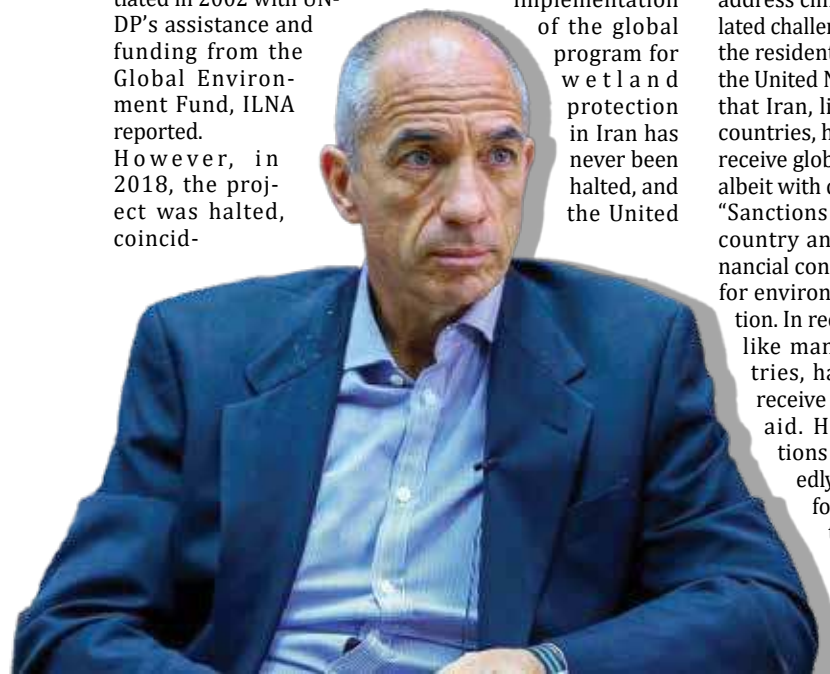 tiated in 2002 with UN-
DP’s assistance and
funding from the
Global Environ-
ment Fund, ILNA
reported.
However, in
2018, the proj-
ect was halted,
coincid-
implementation
of the global
program for
wetland
protection
in Iran has
never been
halted, and
the United
address
lated challen
the resident
the United N
that Iran, li
countries, h
receive glob
albeit with
“Sanctions
country an
nancial con
for environ
tion. In rec
like man
tries, ha
receive
aid. H
tions
edly
fo